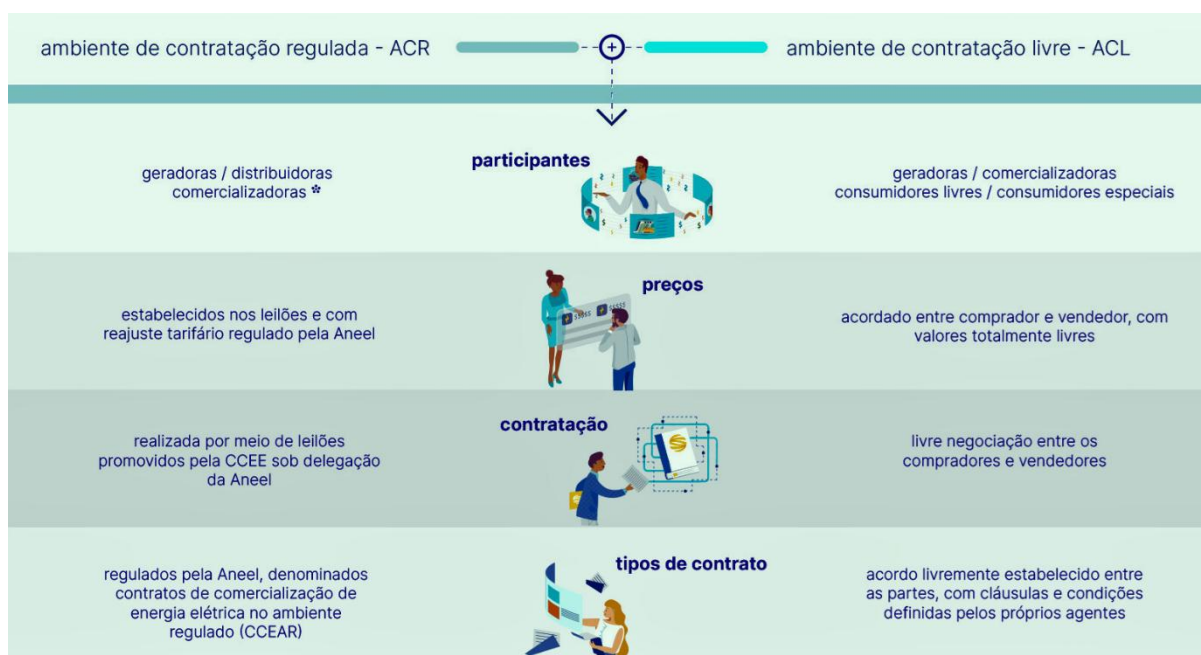 ambiente de contratação regulada - ACR
ambiente de contratação livre - ACL
participantes
geradoras / distribuidoras
comercializadoras *
geradoras / comercializadoras
consumidores livres / consumidores especiais
preços
estabelecidos nos leilões e com
reajuste tarifário regulado pela Aneel
acordado entre comprador e vendedor, com
valores totalmente livres
contratação
realizada por meio de leilões
promovidos pela CCEE sob delegação
da Aneel
livre negociação entre os
compradores e vendedores
tipos de contrato
regulados pela Aneel, denominados
contratos de comercialização de
energia elétrica no ambiente
regulado (CCEAR)
acordo livremente estabelecido entre
as partes, com cláusulas e condições
definidas pelos próprios agentes